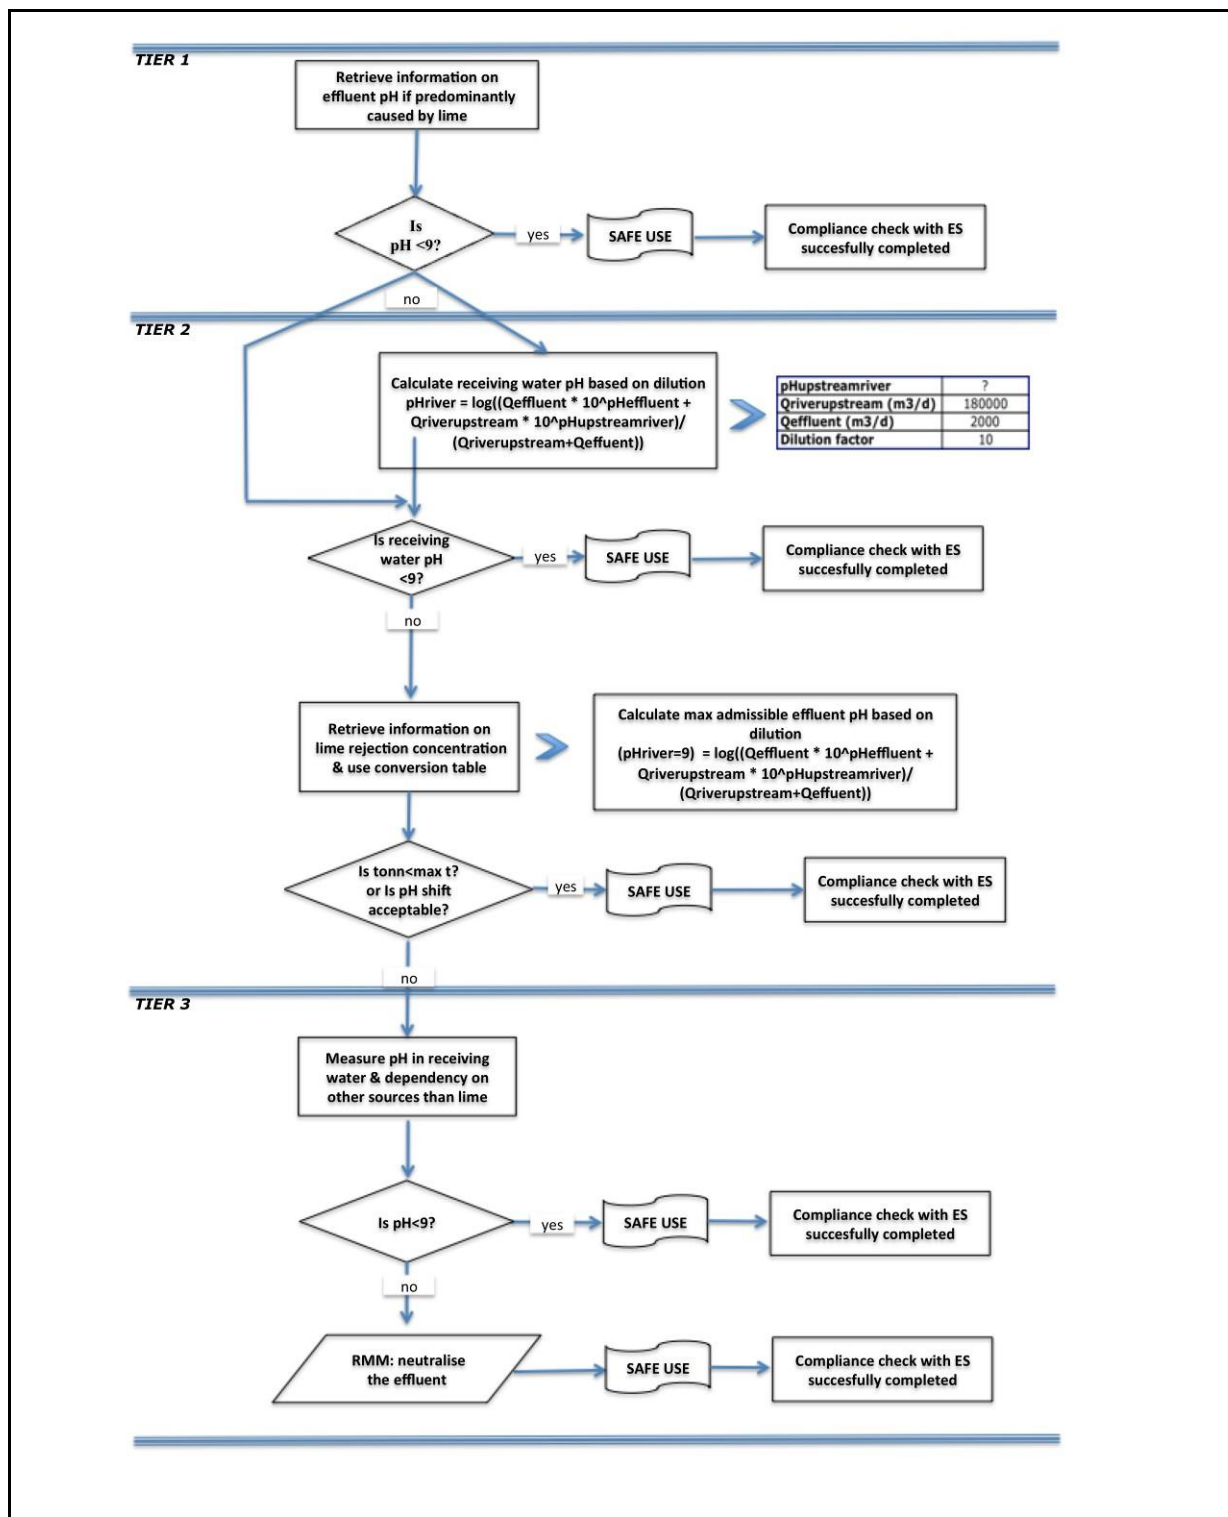 TIER 1
Retrieve information on
effluent pH if predominantly
caused by lime
Is
pH <9?
yes
SAFE USE
Compliance check with ES
succesfully completed
no
TIER 2
Calculate receiving water pH based on dilution
pHriver = log((Qeffluent * 10^pHeffluent +
Qriverupstream * 10^pHupstreamriver)/
(Qriverupstream+Qeffuent))
pHupstreamriver ?
Qriverupstream (m3/d) 180000
Qeffluent (m3/d) 2000
Dilution factor 10
Is receiving
water pH
<9?
yes
SAFE USE
Compliance check with ES
succesfully completed
no
Retrieve information on
lime rejection concentration
& use conversion table
Calculate max admissible effluent pH based on
dilution
(pHriver=9) = log((Qeffluent * 10^pHeffluent +
Qriverupstream * 10^pHupstreamriver)/
(Qriverupstream+Qeffuent))
Is tonn<max t?
or Is pH shift
acceptable?
yes
SAFE USE
Compliance check with ES
succesfully completed
no
TIER 3
Measure pH in receiving
water & dependency on
other sources than lime
Is pH<9?
yes
SAFE USE
Compliance check with ES
succesfully completed
no
RMM: neutralise
the effluent
SAFE USE
Compliance check with ES
succesfully completed